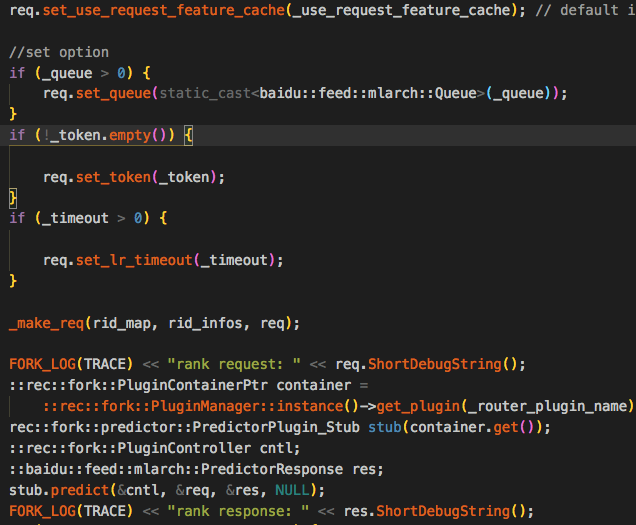 req.set_use_request_feature_cache(_use_request_feature_cache); // default i
//set option
if (_queue > 0) {
req.set_queue(static_cast<baidu::feed::mlarch::Queue>(_queue));
}
if (!_token.empty()) {
req.set_token(_token);
}
if (_timeout > 0) {
req.set_lr_timeout(_timeout);
}
_make_req(rid_map, rid_infos, req);
FORK_LOG(TRACE) << "rank request: " << req.ShortDebugString();
::rec::fork::PluginContainerPtr container =
::rec::fork::PluginManager::instance()->get_plugin(_router_plugin_name)
rec::fork::predictor::PredictorPlugin_Stub stub(container.get());
::rec::fork::PluginController cntl;
::baidu::feed::mlarch::PredictorResponse res;
stub.predict(&cntl, &req, &res, NULL);
FORK_LOG(TRACE) << "rank response: " << res.ShortDebugString();